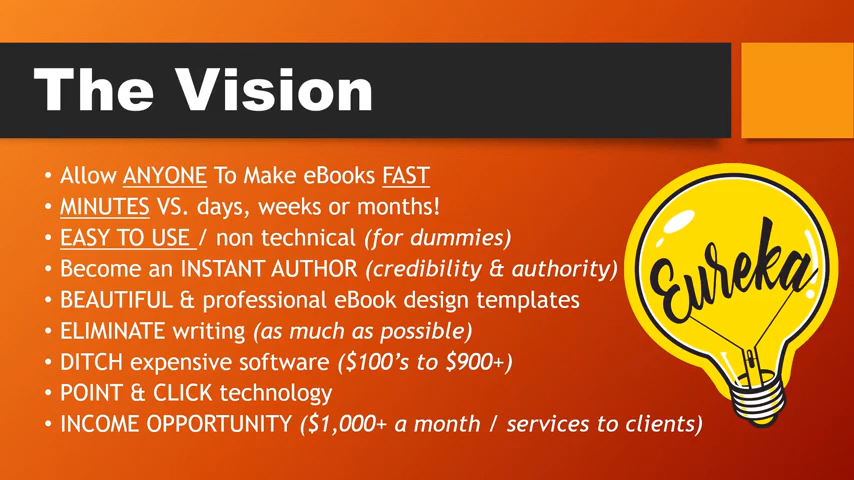 The Vision
• Allow ANYONE To Make eBooks FAST
• MINUTES VS. days, weeks or months!
• EASY TO USE / non technical (for dummies)
• Become an INSTANT AUTHOR (credibility & authority)
• BEAUTIFUL & professional eBook design templates
• ELIMINATE writing (as much as possible)
• DITCH expensive software ($100’s to $900+)
• POINT & CLICK technology
• INCOME OPPORTUNITY ($1,000+ a month / services to clients)
Eureka